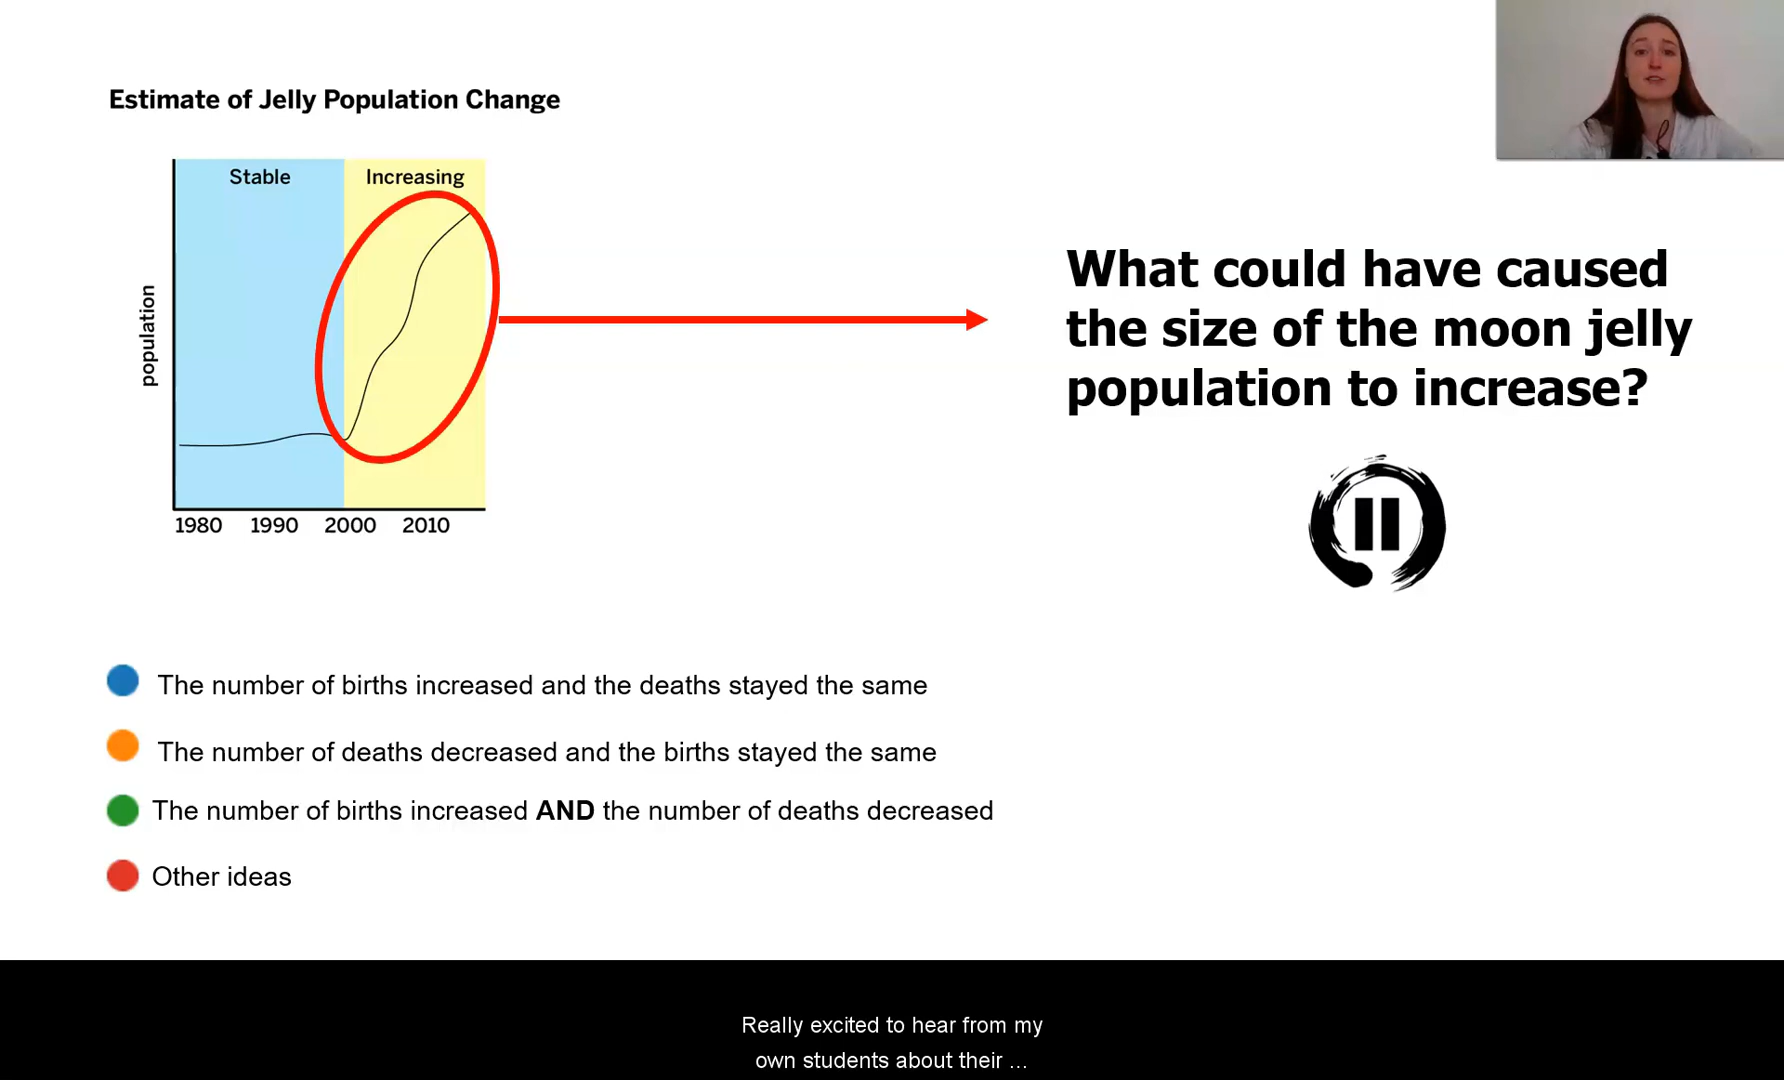 Estimate of Jelly Population Change
Stable
Increasing
population
1980 1990 2000 2010
What could have caused
the size of the moon jelly
population to increase?
The number of births increased and the deaths stayed the same
The number of deaths decreased and the births stayed the same
The number of births increased AND the number of deaths decreased
Other ideas
Really excited to hear from my
own students about their ...